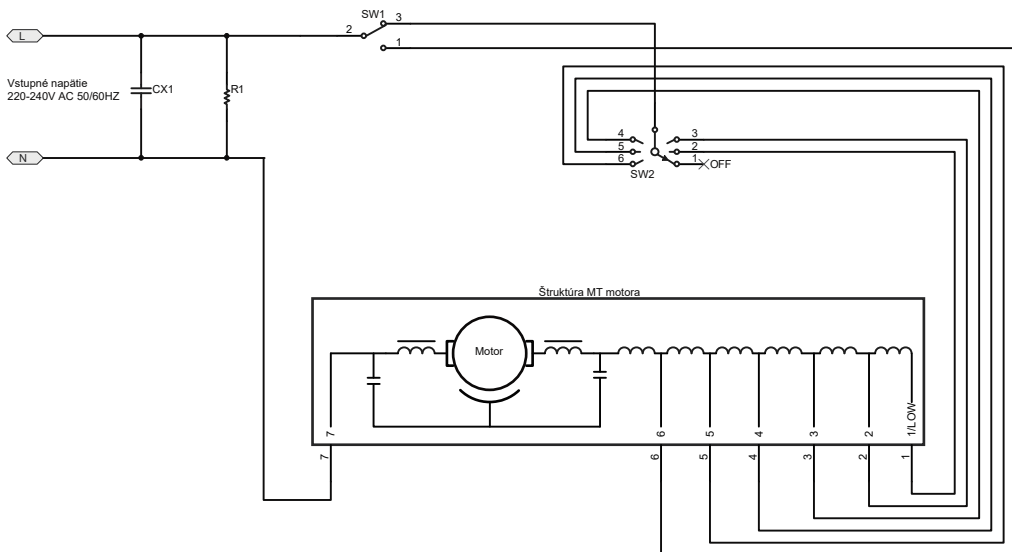 SW1
3
2
L
1
Vstupné napätie
220-240V AC 50/60HZ
CX1
R1
N
4
3
5
2
6
1
OFF
SW2
Štruktúra MT motora
Motor
7
6
5
4
3
2
1/LOW
7
6
5
4
3
2
1